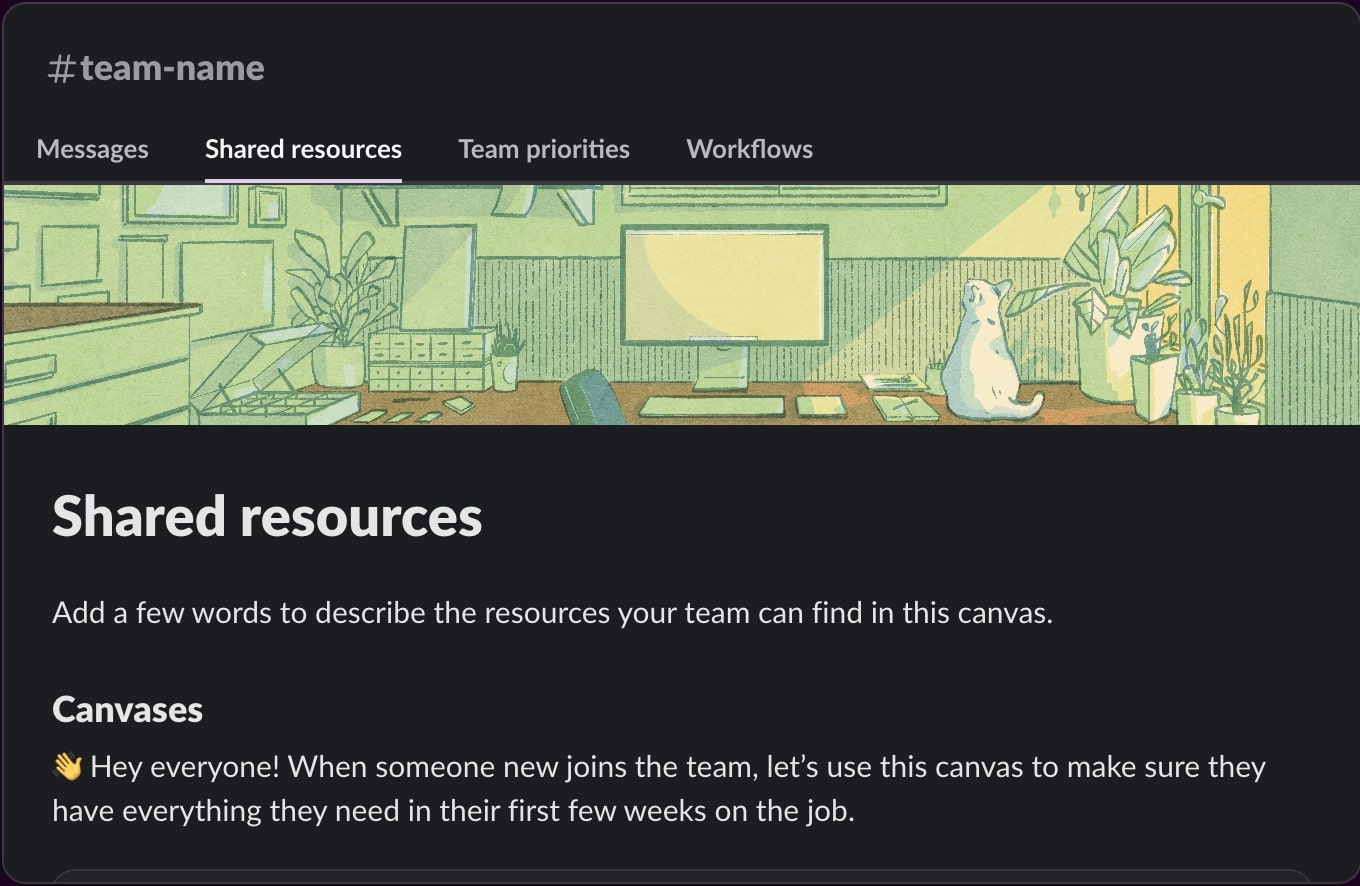 #team-name
Messages
Shared resources
Team priorities
Workflows
Shared resources
Add a few words to describe the resources your team can find in this canvas.
Canvases
👋 Hey everyone! When someone new joins the team, let’s use this canvas to make sure they
have everything they need in their first few weeks on the job.